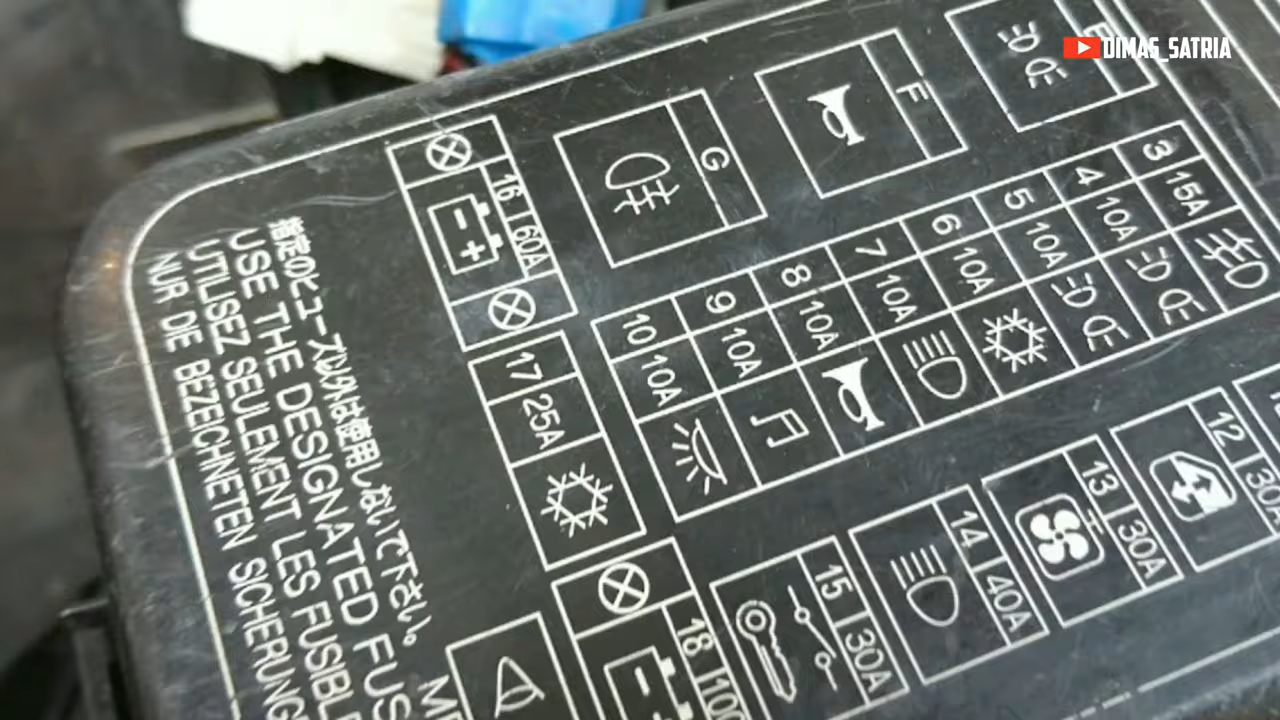 DIMAS_SATRIA
F
G
3 15A
4 10A
5 10A
6 10A
7 10A
8 10A
9 10A
10 10A
12 30A
13 30A
14 40A
15 30A
16 60A
17 25A
18 100
指定のヒューズ以外は使用しないで下さい。
USE THE DESIGNATED FUS
UTILISEZ SEULEMENT LES FUSIBLE
NUR DIE BEZEICHNETEN SICHERUNG